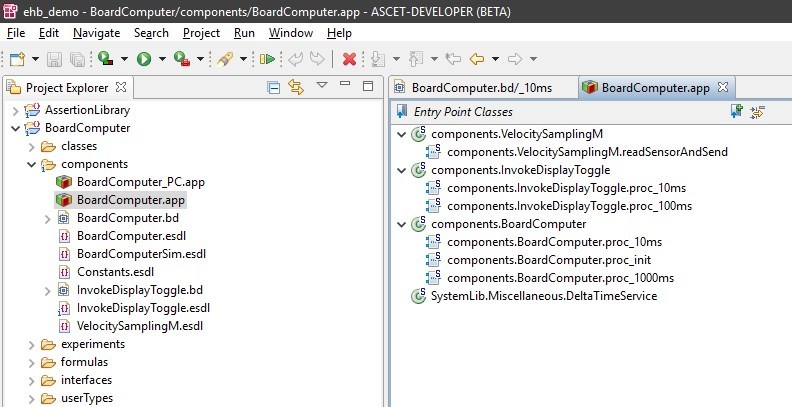 ehb_demo - BoardComputer/components/BoardComputer.app - ASCET-DEVELOPER (BETA)
File Edit Navigate Search Project Run Window Help
Project Explorer
AssertionLibrary
BoardComputer
classes
components
BoardComputer_PC.app
BoardComputer.app
BoardComputer.bd
BoardComputer.esdl
BoardComputerSim.esdl
Constants.esdl
InvokeDisplayToggle.bd
InvokeDisplayToggle.esdl
VelocitySamplingM.esdl
experiments
formulas
interfaces
userTypes
BoardComputer.bd/_10ms
BoardComputer.app
Entry Point Classes
components.VelocitySamplingM
components.VelocitySamplingM.readSensorAndSend
components.InvokeDisplayToggle
components.InvokeDisplayToggle.proc_10ms
components.InvokeDisplayToggle.proc_100ms
components.BoardComputer
components.BoardComputer.proc_10ms
components.BoardComputer.proc_init
components.BoardComputer.proc_1000ms
SystemLib.Miscellaneous.DeltaTimeService